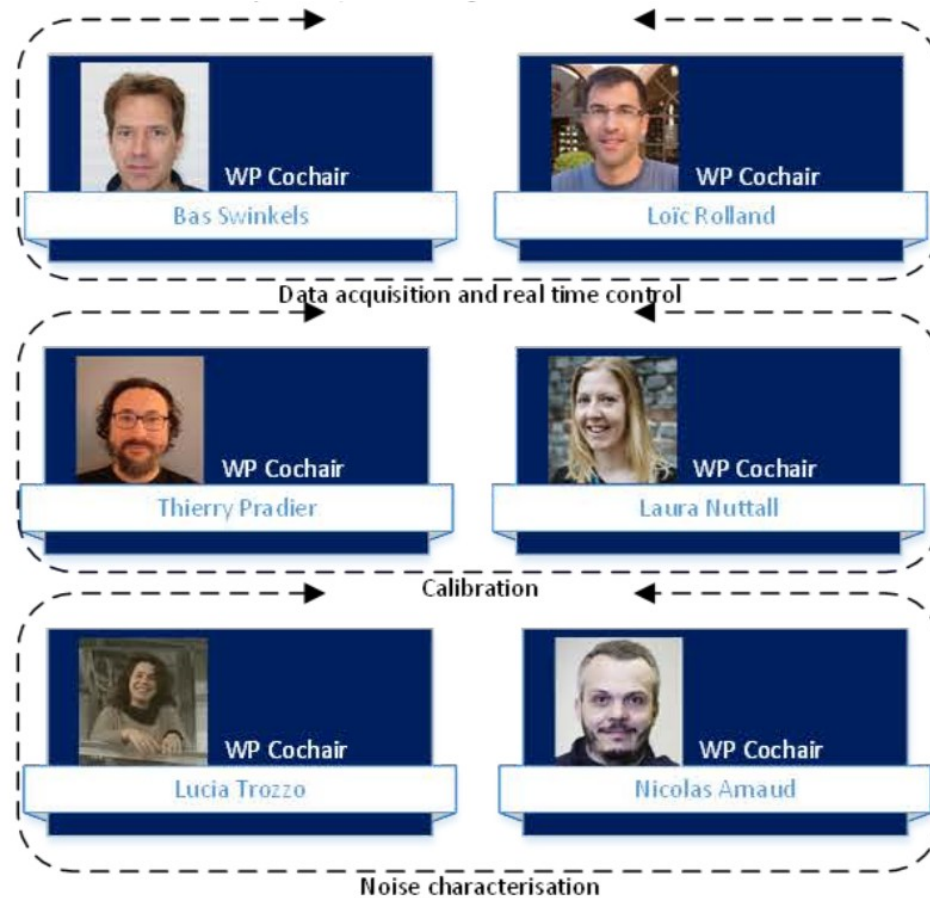 WP Cochair
WP Cochair
Bas Swinkels
Loïc Rolland
Data acquisition and real time control
WP Cochair
WP Cochair
Thierry Pradier
Laura Nuttall
Calibration
WP Cochair
WP Cochair
Lucia Trozzo
Nicolas Arnaud
Noise characterisation